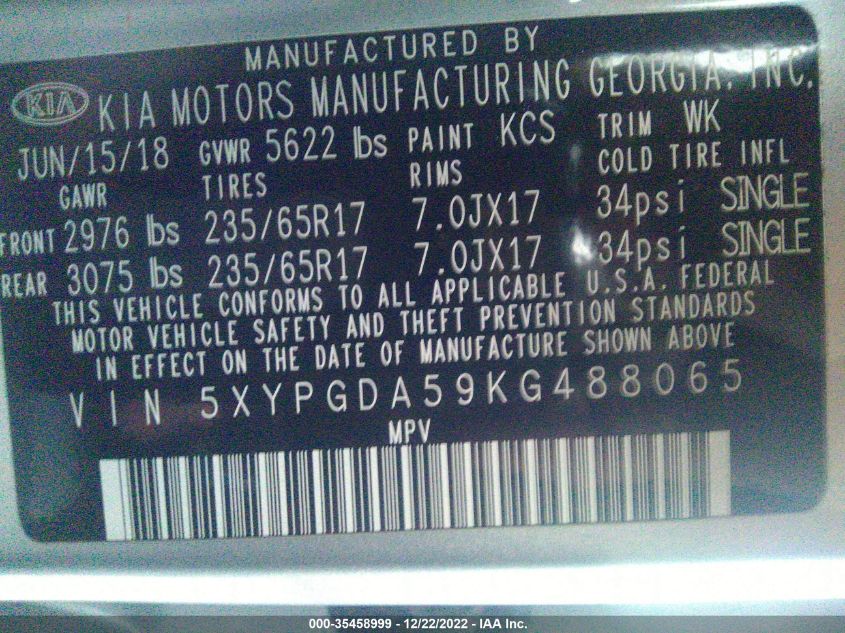 MANUFACTURED BY
KIA KIA MOTORS MANUFACTURING GEORGIA, INC.
JUN/15/18 GVWR 5622 lbs PAINT KCS TRIM WK
GAWR TIRES RIMS COLD TIRE INFL
FRONT 2976 lbs 235/65R17 7.0JX17 34psi SINGLE
REAR 3075 lbs 235/65R17 7.0JX17 34psi SINGLE
THIS VEHICLE CONFORMS TO ALL APPLICABLE U.S.A. FEDERAL
MOTOR VEHICLE SAFETY AND THEFT PREVENTION STANDARDS
IN EFFECT ON THE DATE OF MANUFACTURE SHOWN ABOVE
VIN 5XYPGDA59KG488065
MPV
000-35458999 - 12/22/2022 - IAA Inc.